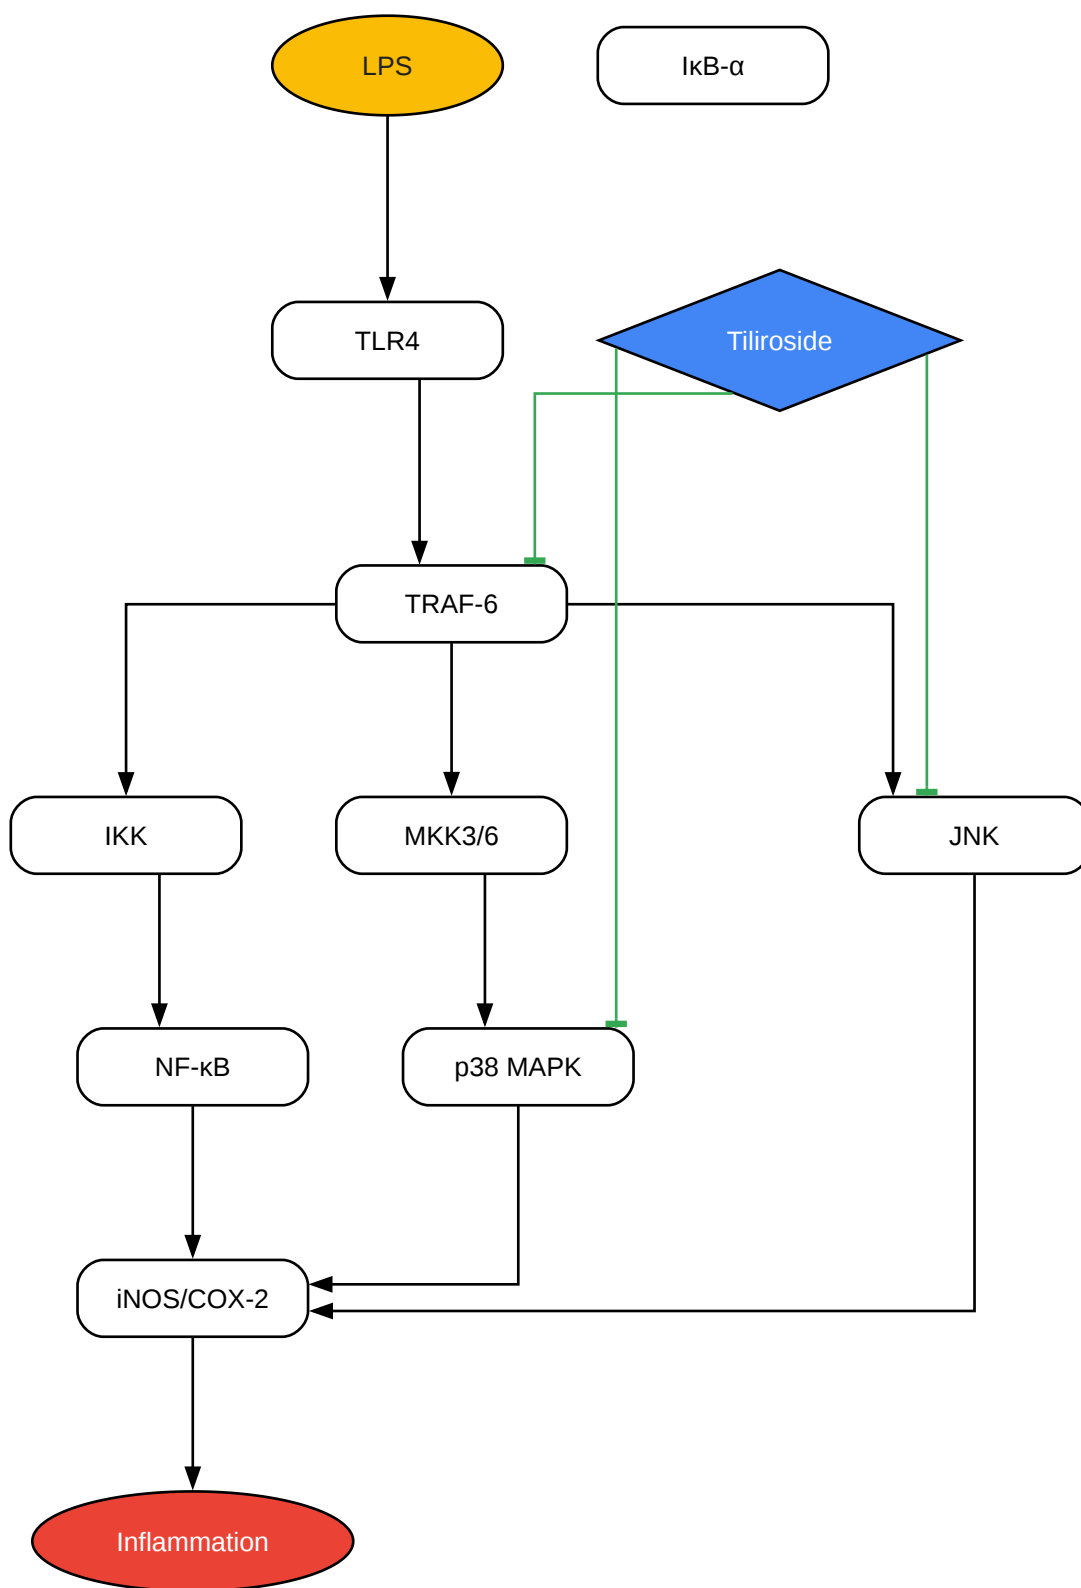 LPS
IκB-α
TLR4
Tiliroside
TRAF-6
IKK
MKK3/6
JNK
NF-κB
p38 MAPK
iNOS/COX-2
Inflammation